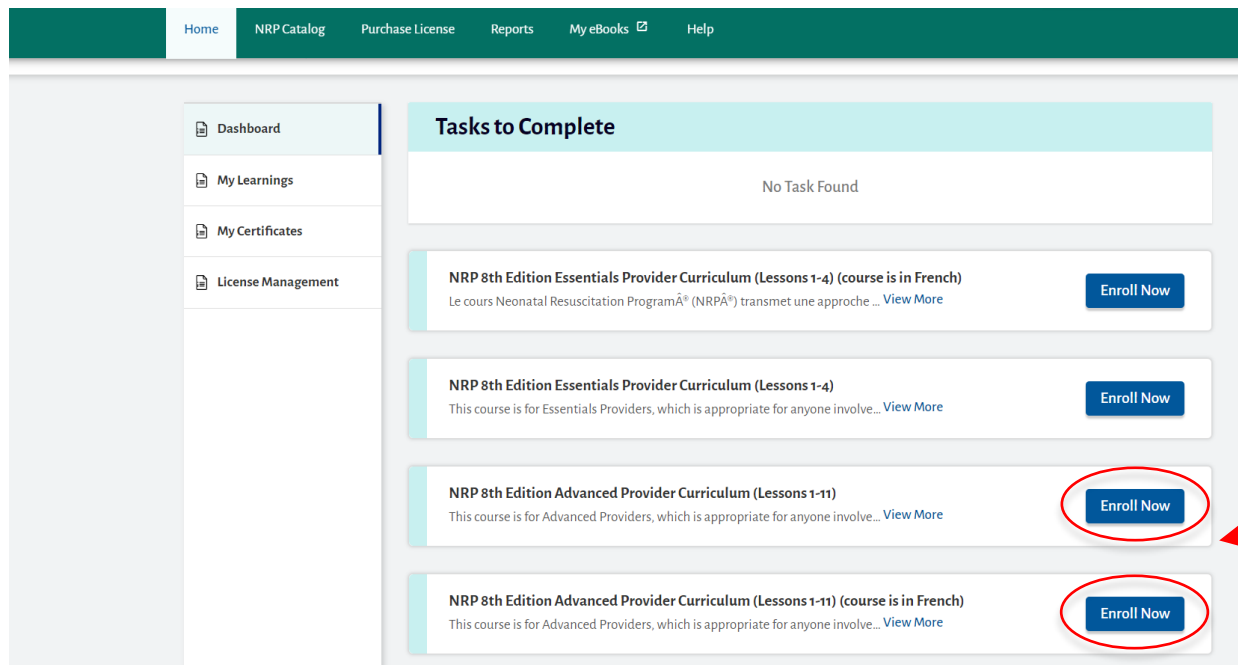 Home NRP Catalog Purchase License Reports My eBooks Help
Dashboard
My Learnings
My Certificates
License Management
Tasks to Complete
No Task Found
NRP 8th Edition Essentials Provider Curriculum (Lessons 1-4) (course is in French)
Le cours Neonatal Resuscitation ProgramÂ® (NRPÂ®) transmet une approche ... View More
Enroll Now
NRP 8th Edition Essentials Provider Curriculum (Lessons 1-4)
This course is for Essentials Providers, which is appropriate for anyone involve... View More
Enroll Now
NRP 8th Edition Advanced Provider Curriculum (Lessons 1-11)
This course is for Advanced Providers, which is appropriate for anyone involve... View More
Enroll Now
NRP 8th Edition Advanced Provider Curriculum (Lessons 1-11) (course is in French)
This course is for Advanced Providers, which is appropriate for anyone involve... View More
Enroll Now